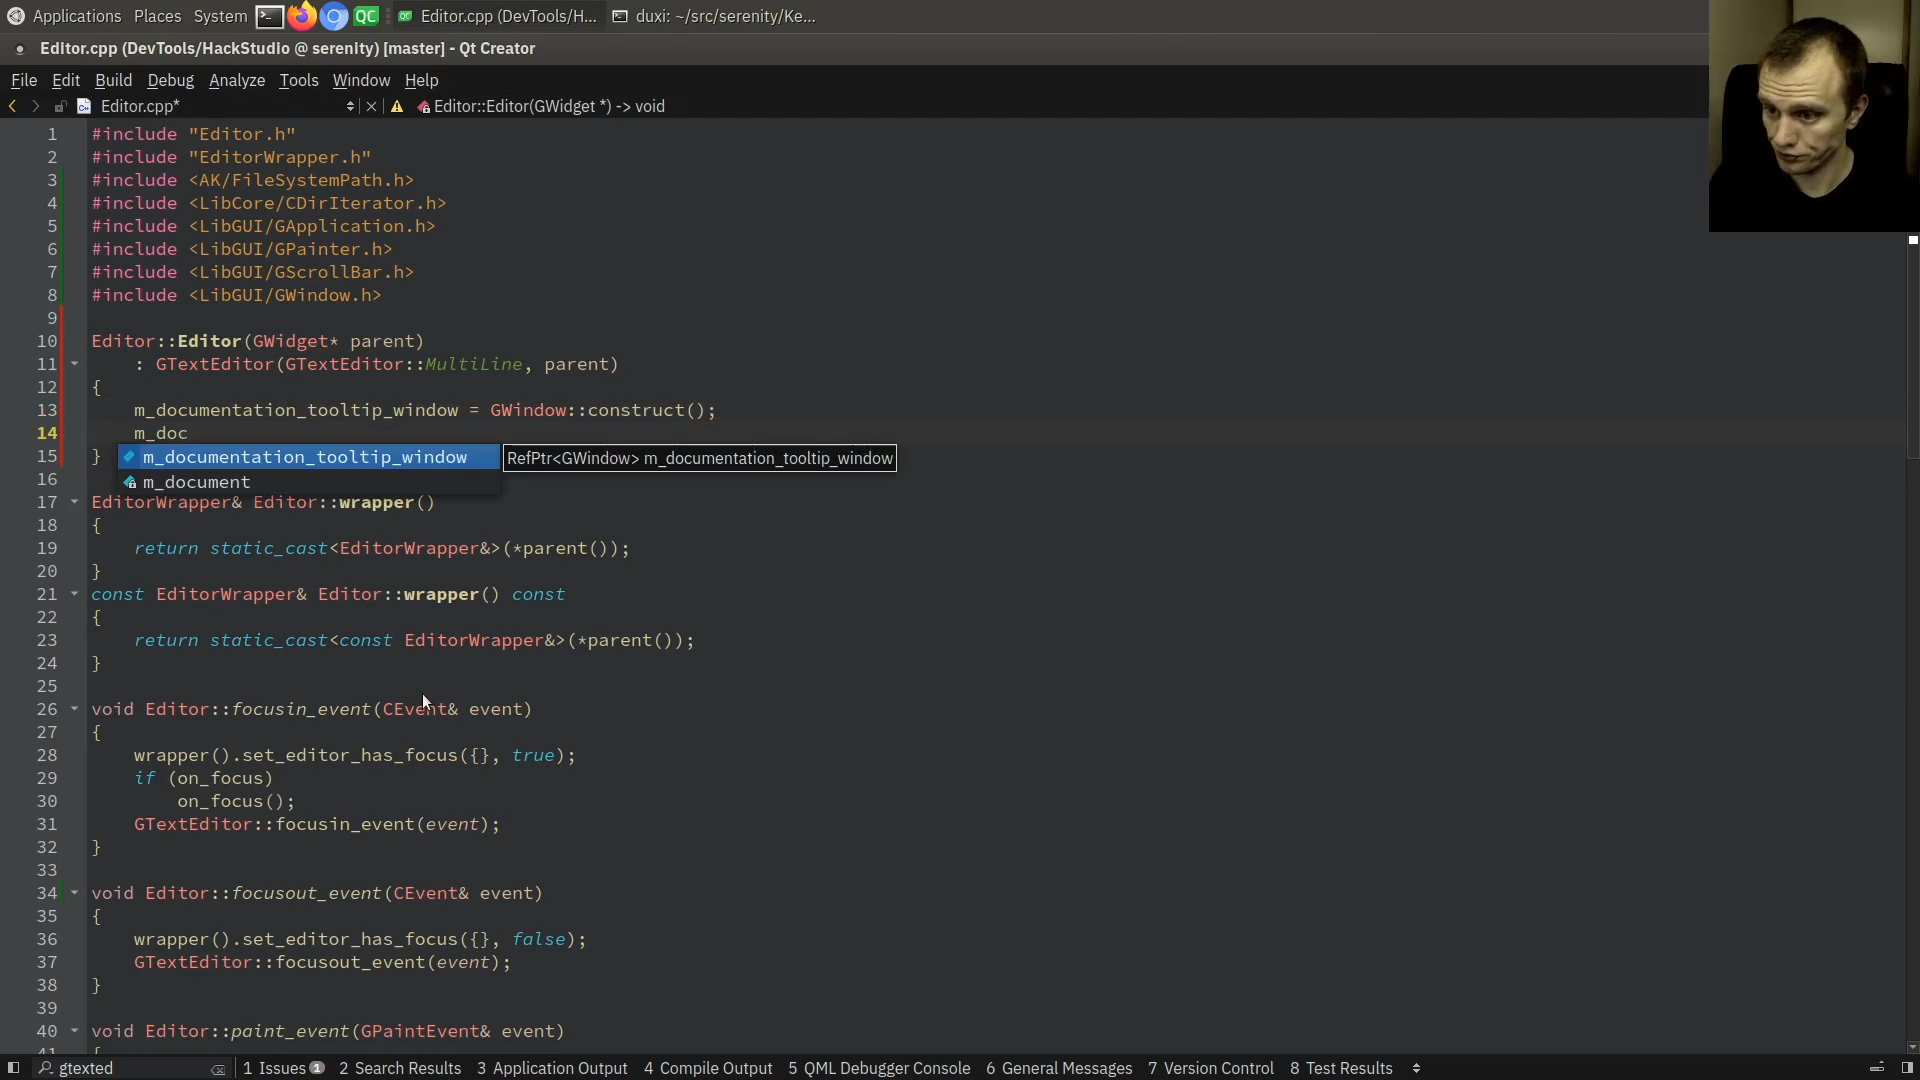 Applications Places System QC QC Editor.cpp (DevTools/H... duxi: ~/src/serenity/Ke...
Editor.cpp (DevTools/HackStudio @ serenity) [master] - Qt Creator
File Edit Build Debug Analyze Tools Window Help
Editor.cpp* Editor::Editor(GWidget *) -> void
1 #include "Editor.h"
2 #include "EditorWrapper.h"
3 #include <AK/FileSystemPath.h>
4 #include <LibCore/CDirIterator.h>
5 #include <LibGUI/GApplication.h>
6 #include <LibGUI/GPainter.h>
7 #include <LibGUI/GScrollBar.h>
8 #include <LibGUI/GWindow.h>
9
10 Editor::Editor(GWidget* parent)
11 : GTextEditor(GTextEditor::MultiLine, parent)
12 {
13 m_documentation_tooltip_window = GWindow::construct();
14 m_doc
15 } m_documentation_tooltip_window RefPtr<GWindow> m_documentation_tooltip_window
16 m_document
17 EditorWrapper& Editor::wrapper()
18 {
19 return static_cast<EditorWrapper&>(*parent());
20 }
21 const EditorWrapper& Editor::wrapper() const
22 {
23 return static_cast<const EditorWrapper&>(*parent());
24 }
25
26 void Editor::focusin_event(CEvent& event)
27 {
28 wrapper().set_editor_has_focus({}, true);
29 if (on_focus)
30 on_focus();
31 GTextEditor::focusin_event(event);
32 }
33
34 void Editor::focusout_event(CEvent& event)
35 {
36 wrapper().set_editor_has_focus({}, false);
37 GTextEditor::focusout_event(event);
38 }
39
40 void Editor::paint_event(GPaintEvent& event)
41 {
gtexted 1 Issues 1 2 Search Results 3 Application Output 4 Compile Output 5 QML Debugger Console 6 General Messages 7 Version Control 8 Test Results